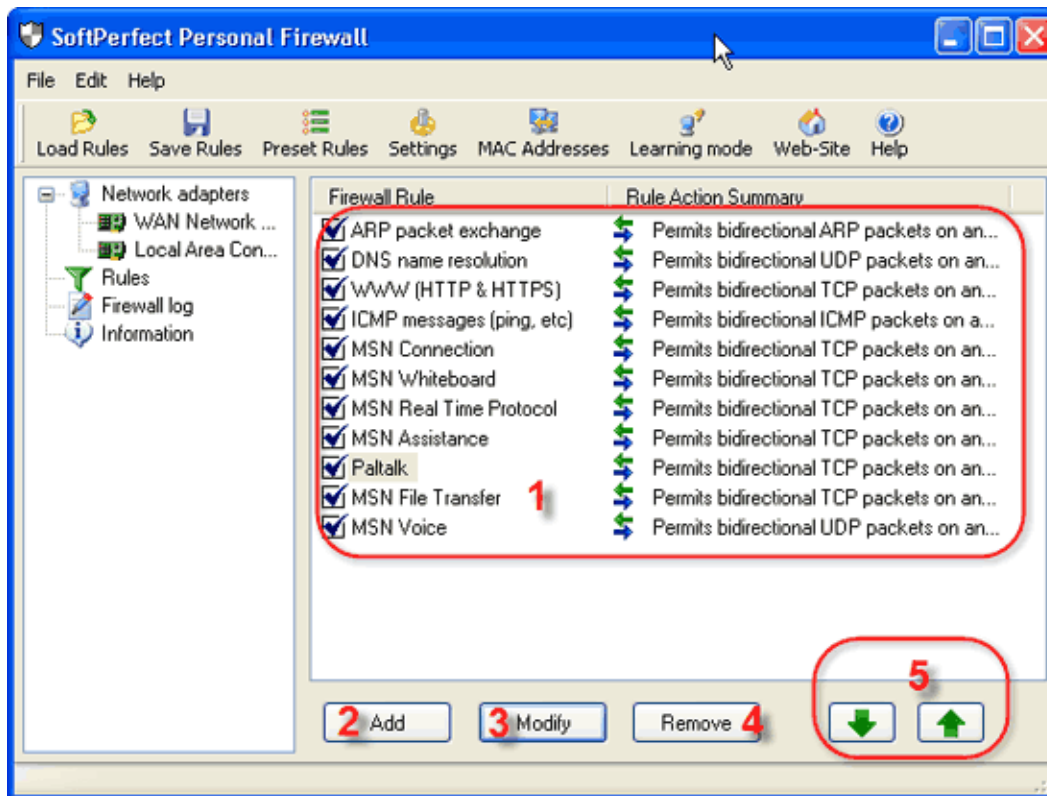 SoftPerfect Personal Firewall
File Edit Help
Load Rules Save Rules Preset Rules Settings MAC Addresses Learning mode Web-Site Help
Network adapters
WAN Network ...
Local Area Con...
Rules
Firewall log
Information
Firewall Rule Rule Action Summary
ARP packet exchange Permits bidirectional ARP packets on an...
DNS name resolution Permits bidirectional UDP packets on an...
WWW (HTTP & HTTPS) Permits bidirectional TCP packets on an...
ICMP messages (ping, etc) Permits bidirectional ICMP packets on a...
MSN Connection Permits bidirectional TCP packets on an...
MSN Whiteboard Permits bidirectional TCP packets on an...
MSN Real Time Protocol Permits bidirectional TCP packets on an...
MSN Assistance Permits bidirectional TCP packets on an...
Paltalk Permits bidirectional TCP packets on an...
MSN File Transfer 1 Permits bidirectional TCP packets on an...
MSN Voice Permits bidirectional UDP packets on an...
5
2 Add 3 Modify Remove 4